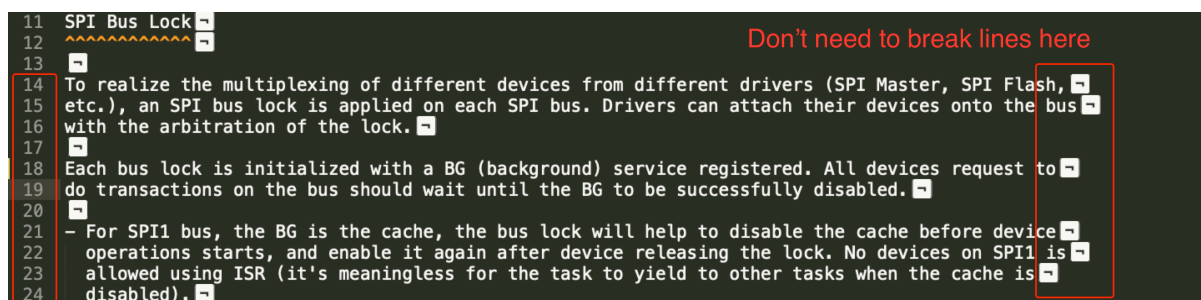 11 SPI Bus Lock¬
12 ^^^^^^^^^^^^¬
Don't need to break lines here
13 ¬
14 To realize the multiplexing of different devices from different drivers (SPI Master, SPI Flash,¬
15 etc.), an SPI bus lock is applied on each SPI bus. Drivers can attach their devices onto the bus¬
16 with the arbitration of the lock.¬
17 ¬
18 Each bus lock is initialized with a BG (background) service registered. All devices request to¬
19 do transactions on the bus should wait until the BG to be successfully disabled.¬
20 ¬
21 - For SPI1 bus, the BG is the cache, the bus lock will help to disable the cache before device¬
22 operations starts, and enable it again after device releasing the lock. No devices on SPI1 is¬
23 allowed using ISR (it's meaningless for the task to yield to other tasks when the cache is¬
24 disabled).¬